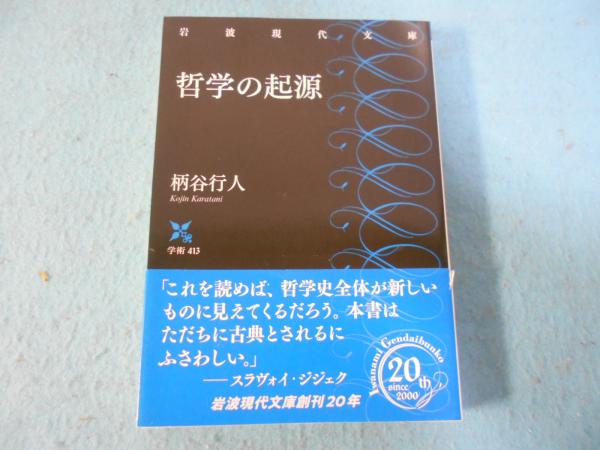 岩波現代文庫
哲学の起源
柄谷行人
Kojin Karatani
学術 413
「これを読めば、哲学史全体が新しい
ものに見えてくるだろう。本書は
ただちに古典とされるに
ふさわしい。」
──スラヴォイ・ジジェク
岩波現代文庫創刊20年
Iwanami Gendaibunko
20th
since
2000